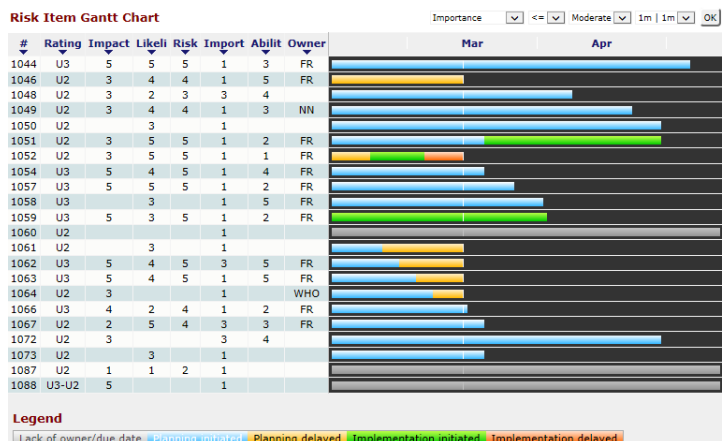 Risk Item Gantt Chart
Importance <= Moderate 1m | 1m OK
# Rating Impact Likeli Risk Import Abilit Owner Mar Apr
1044 U3 5 5 5 1 3 FR
1046 U2 3 4 4 1 5 FR
1048 U2 3 2 3 3 4
1049 U2 3 4 4 1 3 NN
1050 U2 3 1
1051 U2 3 5 5 1 2 FR
1052 U2 3 5 5 1 1 FR
1054 U3 5 4 5 1 4 FR
1057 U3 5 5 5 1 2 FR
1058 U3 3 1 5 FR
1059 U3 5 3 5 1 2 FR
1060 U2 1
1061 U2 3 1
1062 U3 5 4 5 3 5 FR
1063 U3 5 4 5 1 5 FR
1064 U2 3 1 WHO
1066 U3 4 2 4 1 2 FR
1067 U2 2 5 4 3 3 FR
1072 U2 3 3 4
1073 U2 3 1
1087 U2 1 1 2 1
1088 U3-U2 5 1
Legend
Lack of owner/due date Planning initiated Planning delayed Implementation initiated Implementation delayed